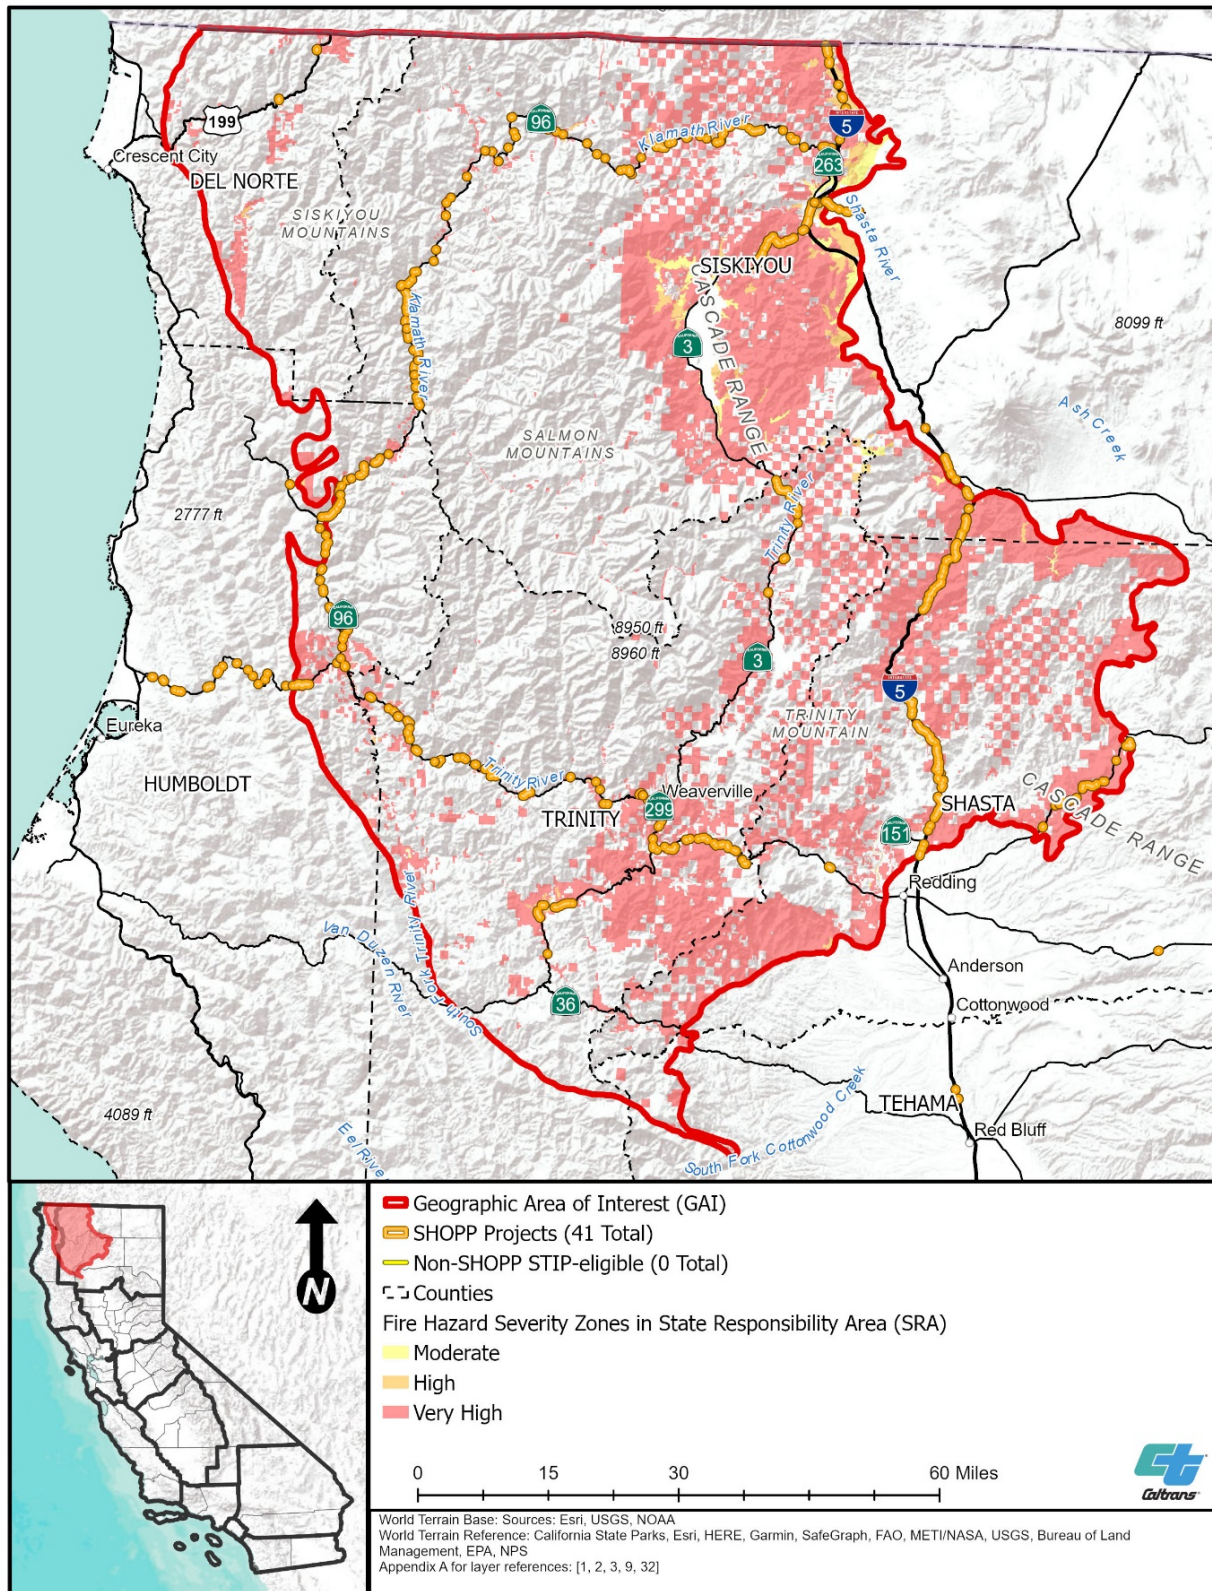 199
96
Klamath River
5
263
Crescent City
DEL NORTE
SISKIYOU
MOUNTAINS
Shasta River
SISKIYOU
CASCADE RANGE
8099 ft
Klamath River
3
Ash Creek
SALMON
MOUNTAINS
2777 ft
Trinity River
96
8950 ft
8960 ft
3
5
TRINITY
MOUNTAIN
Eureka
HUMBOLDT
Trinity River
Weaverville
299
TRINITY
SHASTA
151
CASCADE RANGE
Redding
South Fork Trinity River
Van Duzen River
Anderson
36
Cottonwood
4089 ft
TEHAMA
Eel Rive
Red Bluff
South Fork Cottonwood Creek
N
Geographic Area of Interest (GAI)
SHOPP Projects (41 Total)
Non-SHOPP STIP-eligible (0 Total)
Counties
Fire Hazard Severity Zones in State Responsibility Area (SRA)
Moderate
High
Very High
0 15 30 60 Miles
Caltrans
World Terrain Base: Sources: Esri, USGS, NOAA
World Terrain Reference: California State Parks, Esri, HERE, Garmin, SafeGraph, FAO, METI/NASA, USGS, Bureau of Land
Management, EPA, NPS
Appendix A for layer references: [1, 2, 3, 9, 32]